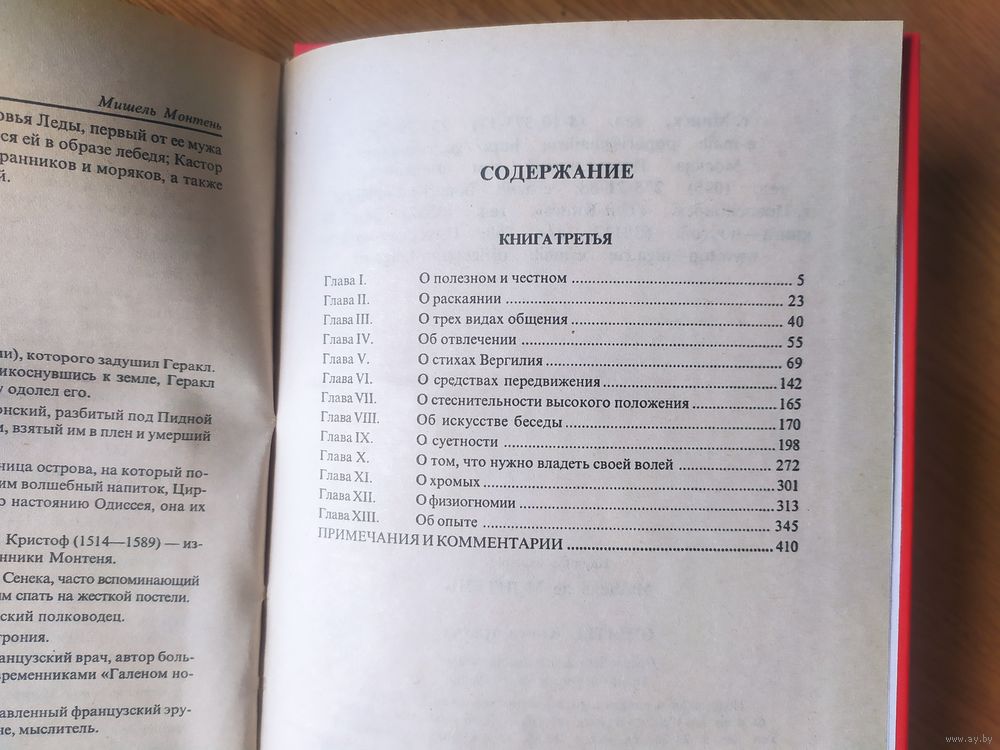 Мишель Монтень
овья Леды, первый от ее мужа
ся ей в образе лебедя; Кастор
ранников и моряков, а также
й.
и), которого задушил Геракл.
икоснувшись к земле, Геракл
у одолел его.
онский, разбитый под Пидной
и, взятый им в плен и умерший
ница острова, на который по-
им волшебный напиток, Цир-
о настоянию Одиссея, она их
Кристоф (1514—1589) — из-
нники Монтеня.
Сенека, часто вспоминающий
им спать на жесткой постели.
ский полководец.
трония.
анцузский врач, автор боль-
временниками «Галеном но-
авленный французский эру-
не, мыслитель.
СОДЕРЖАНИЕ
КНИГА ТРЕТЬЯ
Глава I. О полезном и честном ... 5
Глава II. О раскаянии ... 23
Глава III. О трех видах общения ... 40
Глава IV. Об отвлечении ... 55
Глава V. О стихах Вергилия ... 69
Глава VI. О средствах передвижения ... 142
Глава VII. О стеснительности высокого положения ... 165
Глава VIII. Об искусстве беседы ... 170
Глава IX. О суетности ... 198
Глава X. О том, что нужно владеть своей волей ... 272
Глава XI. О хромых ... 301
Глава XII. О физиогномии ... 313
Глава XIII. Об опыте ... 345
ПРИМЕЧАНИЯ И КОММЕНТАРИИ ... 410
www.ay.by